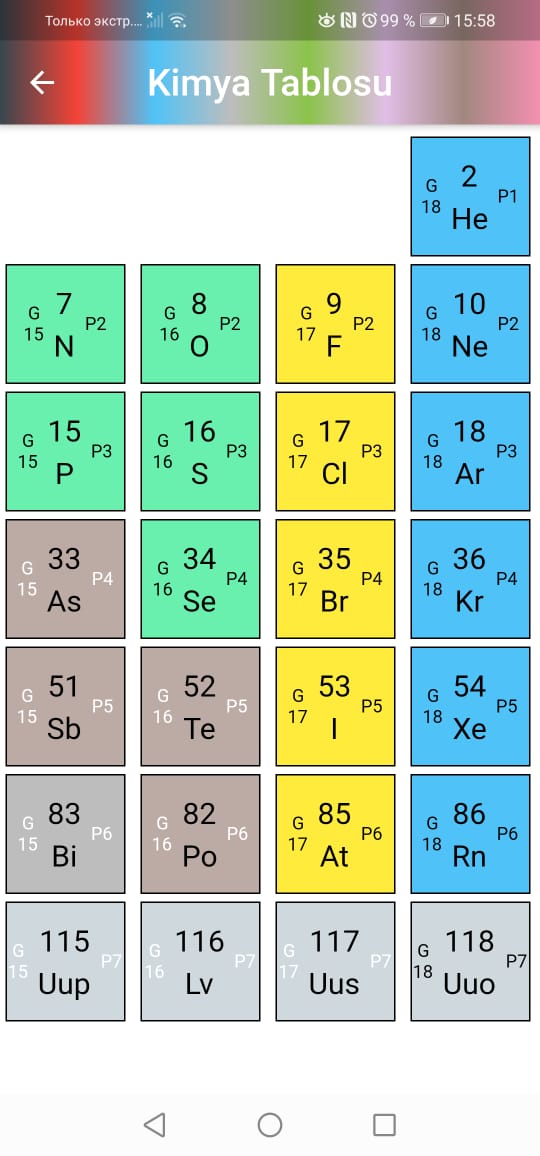 Только экстр.... 99 % 15:58
Kimya Tablosu
G 18 2 He P1
G 15 7 N P2
G 16 8 O P2
G 17 9 F P2
G 18 10 Ne P2
G 15 15 P P3
G 16 16 S P3
G 17 17 Cl P3
G 18 18 Ar P3
G 15 33 As P4
G 16 34 Se P4
G 17 35 Br P4
G 18 36 Kr P4
G 15 51 Sb P5
G 16 52 Te P5
G 17 53 I P5
G 18 54 Xe P5
G 15 83 Bi P6
G 16 82 Po P6
G 17 85 At P6
G 18 86 Rn P6
G 15 115 Uup P7
G 16 116 Lv P7
G 17 117 Uus P7
G 18 118 Uuo P7